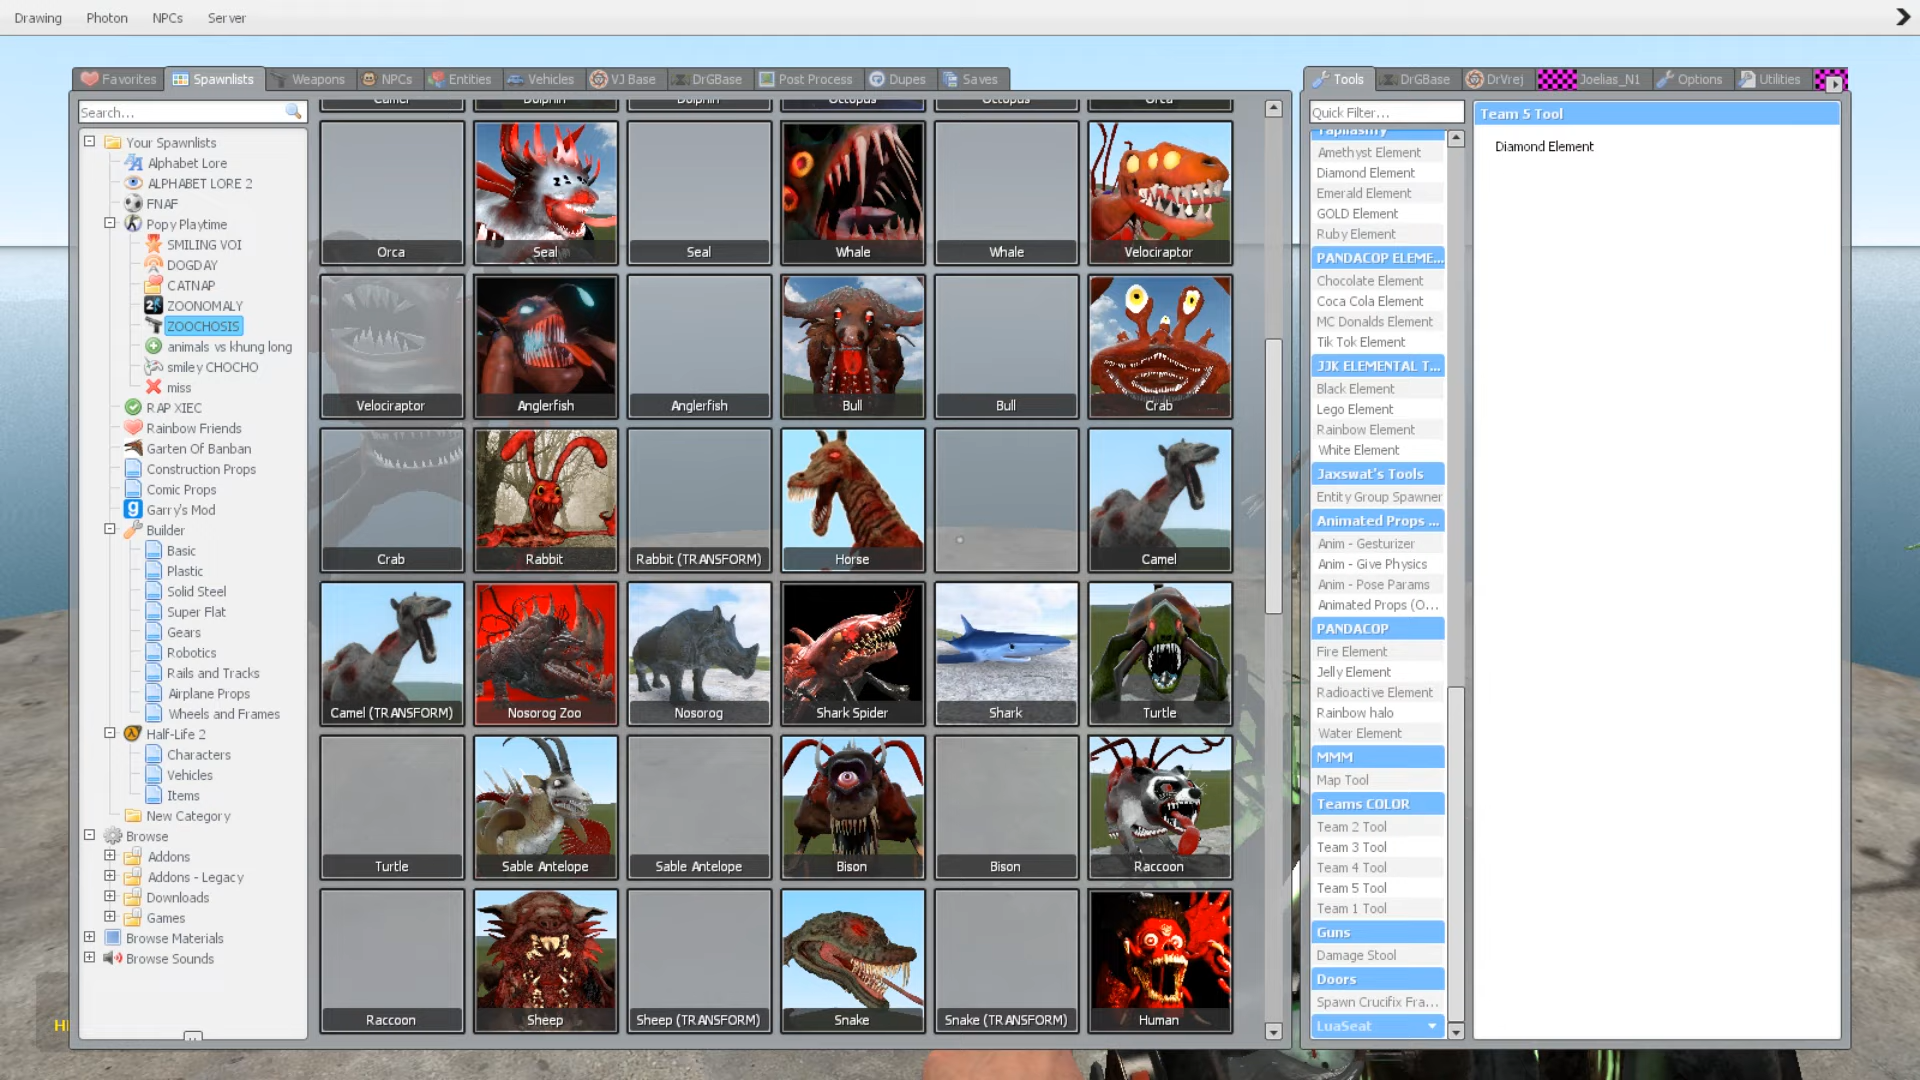 Drawing Photon NPCs Server
Favorites Spawnlists Weapons NPCs Entities Vehicles VJ Base DrGBase Post Process Dupes Saves
Search...
Your Spawnlists
Alphabet Lore
ALPHABET LORE 2
FNAF
Popy Playtime
SMILING VOI
DOGDAY
CATNAP
ZOONOMALY
ZOOCHOSIS
animals vs khung long
smiley CHOCHO
miss
RAP XIEC
Rainbow Friends
Garten Of Banban
Construction Props
Comic Props
Garry's Mod
Builder
Basic
Plastic
Solid Steel
Super Flat
Gears
Robotics
Rails and Tracks
Airplane Props
Wheels and Frames
Half-Life 2
Characters
Vehicles
Items
New Category
Browse
Addons
Addons - Legacy
Downloads
Games
Browse Materials
Browse Sounds
Camel Dolphin Dolphin Octopus Octopus Orca
Orca Seal Seal Whale Whale Velociraptor
Velociraptor Anglerfish Anglerfish Bull Bull Crab
Crab Rabbit Rabbit (TRANSFORM) Horse Camel
Camel (TRANSFORM) Nosorog Zoo Nosorog Shark Spider Shark Turtle
Turtle Sable Antelope Sable Antelope Bison Bison Raccoon
Raccoon Sheep Sheep (TRANSFORM) Snake Snake (TRANSFORM) Human
Tools DrGBase DrVrej Joelias_N1 Options Utilities
Quick Filter...
Amethyst Element
Diamond Element
Emerald Element
GOLD Element
Ruby Element
PANDACOP ELEME...
Chocolate Element
Coca Cola Element
MC Donalds Element
Tik Tok Element
JJK ELEMENTAL T...
Black Element
Lego Element
Rainbow Element
White Element
Jaxswat's Tools
Entity Group Spawner
Animated Props ...
Anim - Gesturizer
Anim - Give Physics
Anim - Pose Params
Animated Props (O...
PANDACOP
Fire Element
Jelly Element
Radioactive Element
Rainbow halo
Water Element
MMM
Map Tool
Teams COLOR
Team 2 Tool
Team 3 Tool
Team 4 Tool
Team 5 Tool
Team 1 Tool
Guns
Damage Stool
Doors
Spawn Crucifix Fra...
LuaSeat
Team 5 Tool
Diamond Element